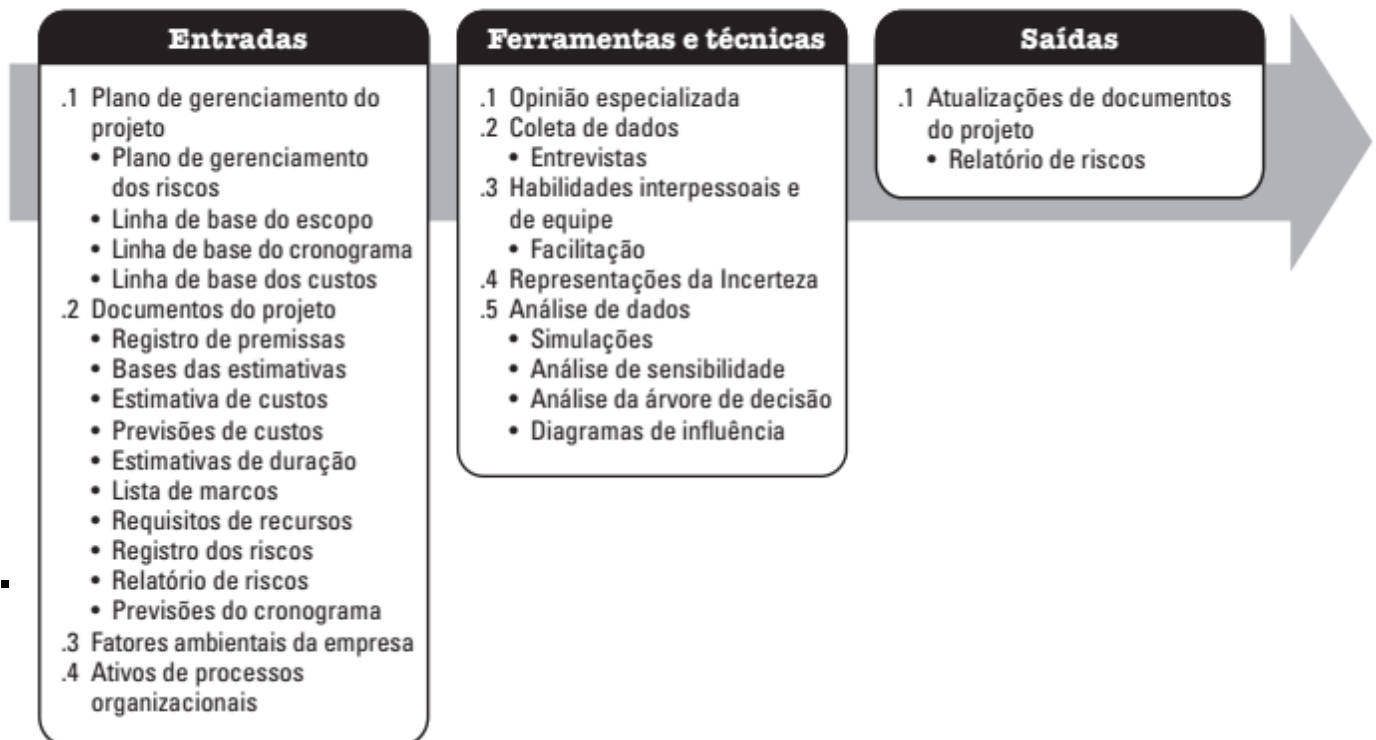 Entradas
.1 Plano de gerenciamento do
projeto
• Plano de gerenciamento
dos riscos
• Linha de base do escopo
• Linha de base do cronograma
• Linha de base dos custos
.2 Documentos do projeto
• Registro de premissas
• Bases das estimativas
• Estimativa de custos
• Previsões de custos
• Estimativas de duração
• Lista de marcos
• Requisitos de recursos
• Registro dos riscos
• Relatório de riscos
• Previsões do cronograma
.3 Fatores ambientais da empresa
.4 Ativos de processos
organizacionais
Ferramentas e técnicas
.1 Opinião especializada
.2 Coleta de dados
• Entrevistas
.3 Habilidades interpessoais e
de equipe
• Facilitação
.4 Representações da Incerteza
.5 Análise de dados
• Simulações
• Análise de sensibilidade
• Análise da árvore de decisão
• Diagramas de influência
Saídas
.1 Atualizações de documentos
do projeto
• Relatório de riscos